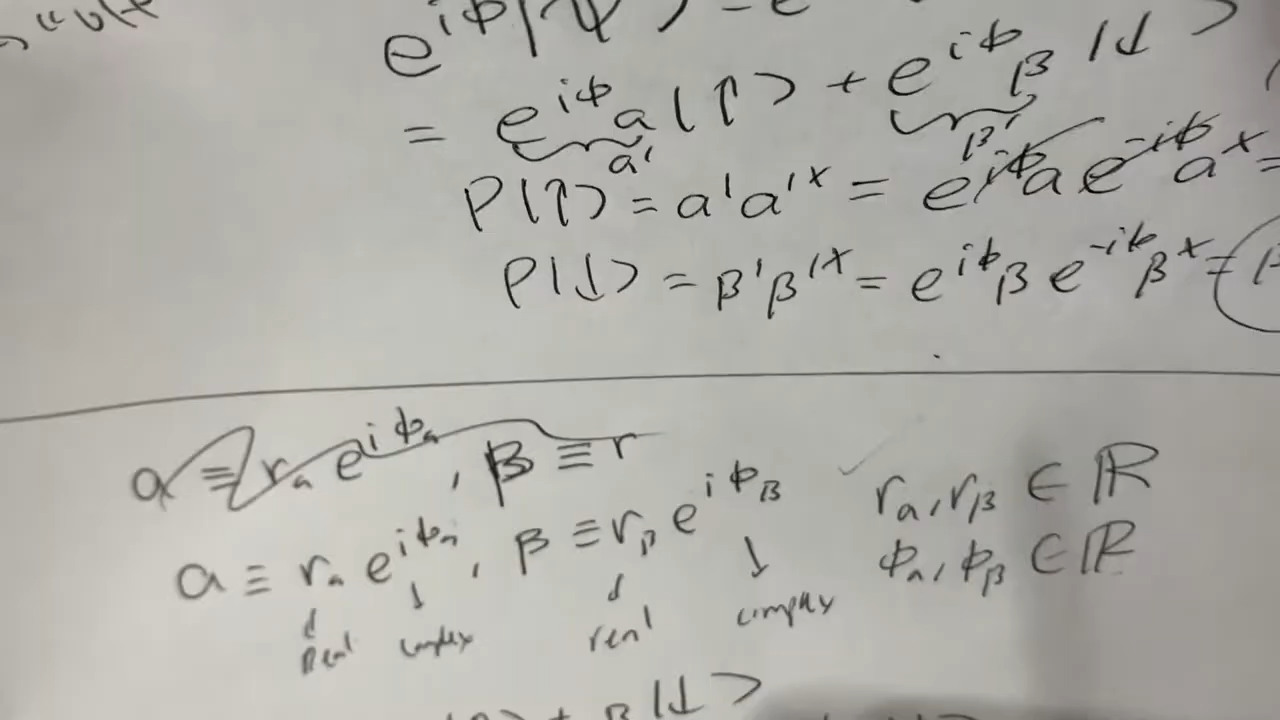 e^{iφ}|ψ⟩ = e
= e^{iφ}a|↑⟩ + e^{iφ}β|↓⟩
a' β'
P|↑⟩ = a'a'^x = e^{iφ}a e^{-iφ}a^x =
P|↓⟩ = β'β'^x = e^{iφ}β e^{-iφ}β^x =
a ≡ r_a e^{iφ_a}, β ≡ r
a ≡ r_a e^{iφ_a}, β ≡ r_β e^{iφ_β} r_a, r_β ∈ ℝ
φ_a, φ_β ∈ ℝ
↓ Real ↓ complex ↓ real ↓ complex
⟩ + β|↓⟩